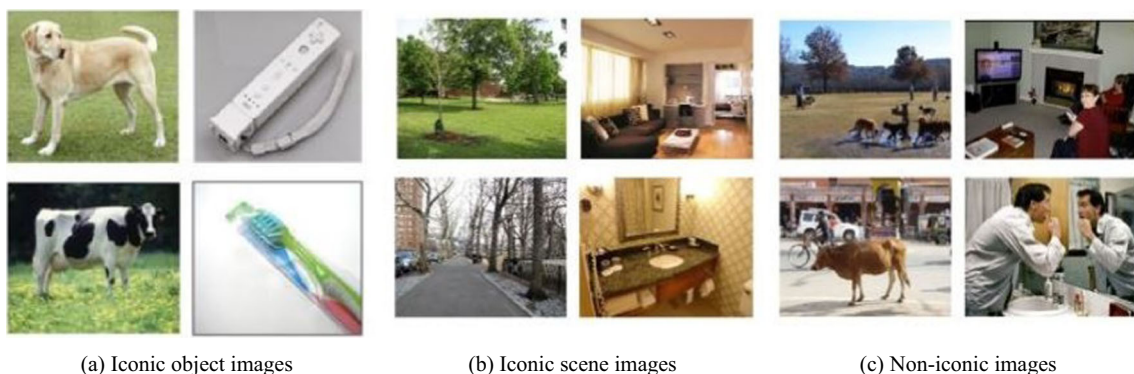 (a) Iconic object images
(b) Iconic scene images
(c) Non-iconic images